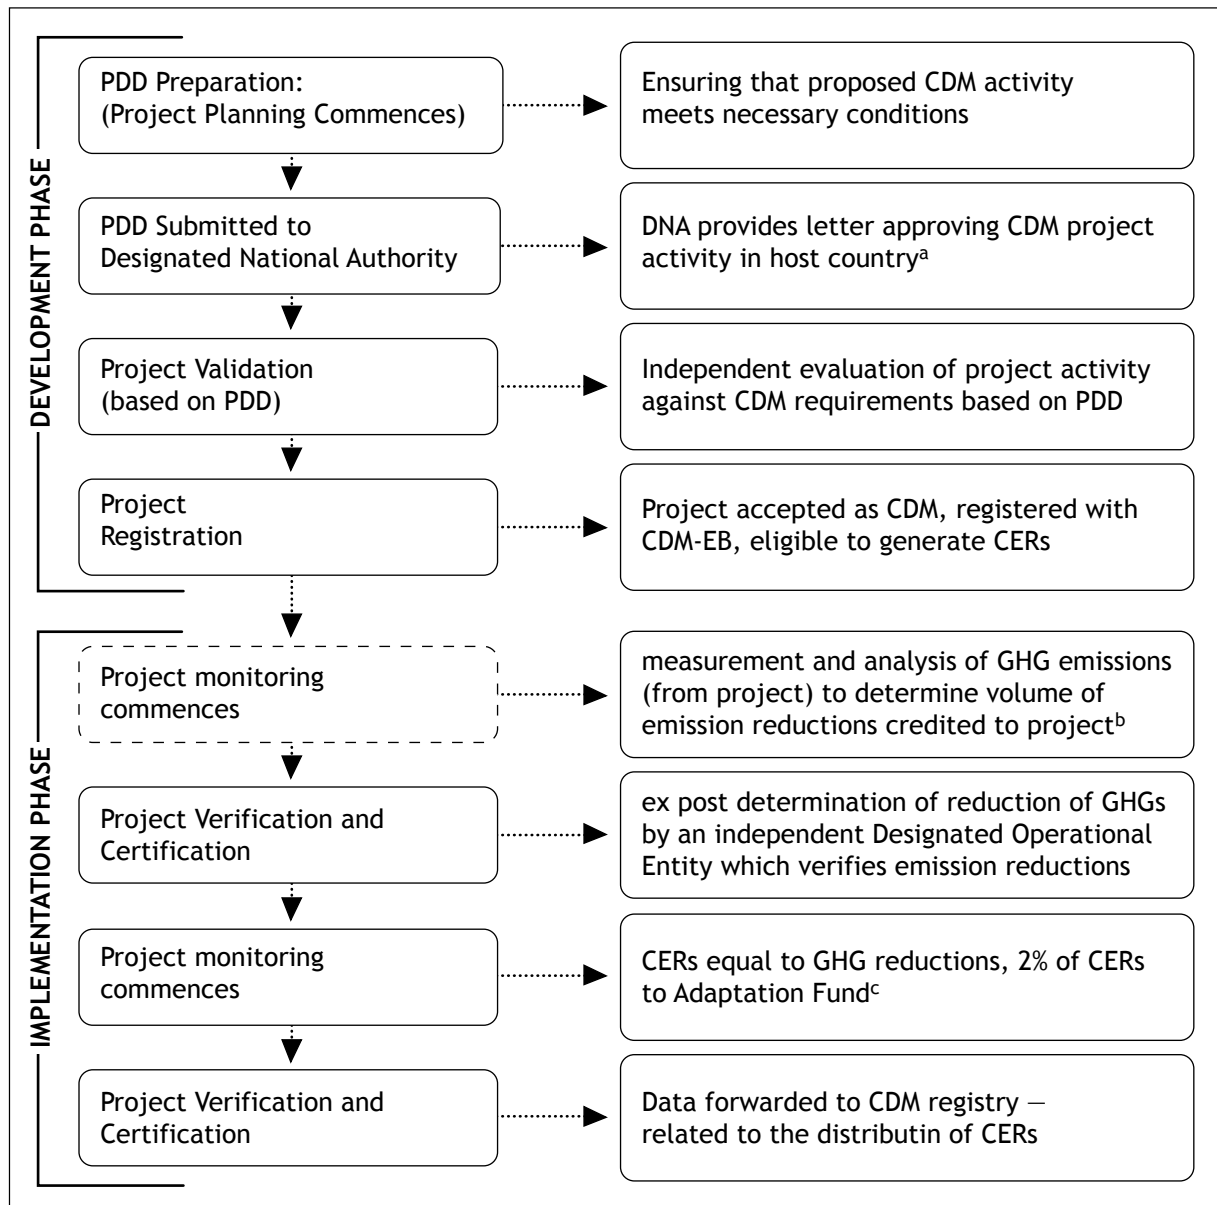 DEVELOPMENT PHASE
PDD Preparation:
(Project Planning Commences)
Ensuring that proposed CDM activity
meets necessary conditions
PDD Submitted to
Designated National Authority
DNA provides letter approving CDM project
activity in host countryᵃ
Project Validation
(based on PDD)
Independent evaluation of project activity
against CDM requirements based on PDD
Project
Registration
Project accepted as CDM, registered with
CDM-EB, eligible to generate CERs
IMPLEMENTATION PHASE
Project monitoring
commences
measurement and analysis of GHG emissions
(from project) to determine volume of
emission reductions credited to projectᵇ
Project Verification and
Certification
ex post determination of reduction of GHGs
by an independent Designated Operational
Entity which verifies emission reductions
Project monitoring
commences
CERs equal to GHG reductions, 2% of CERs
to Adaptation Fundᶜ
Project Verification and
Certification
Data forwarded to CDM registry —
related to the distributin of CERs